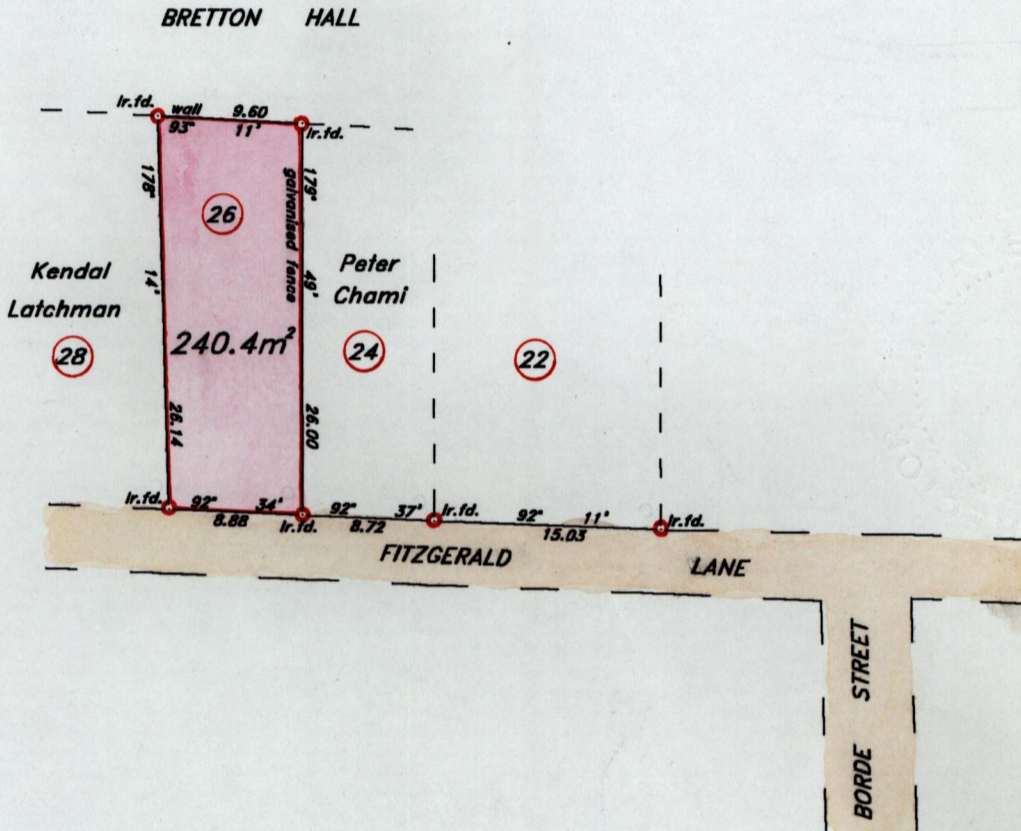 BRETTON HALL
Ir.fd. wall 9.60
93° 11' Ir.fd.
178° 14' 26.14
179° 49' 26.00
galvanised fence
26
Kendal
Latchman
28
240.4m²
Peter
Chami
24
22
Ir.fd. 92° 34'
8.88
Ir.fd.
92° 37' Ir.fd.
8.72
92° 11' Ir.fd.
15.03
FITZGERALD LANE
BORDE STREET